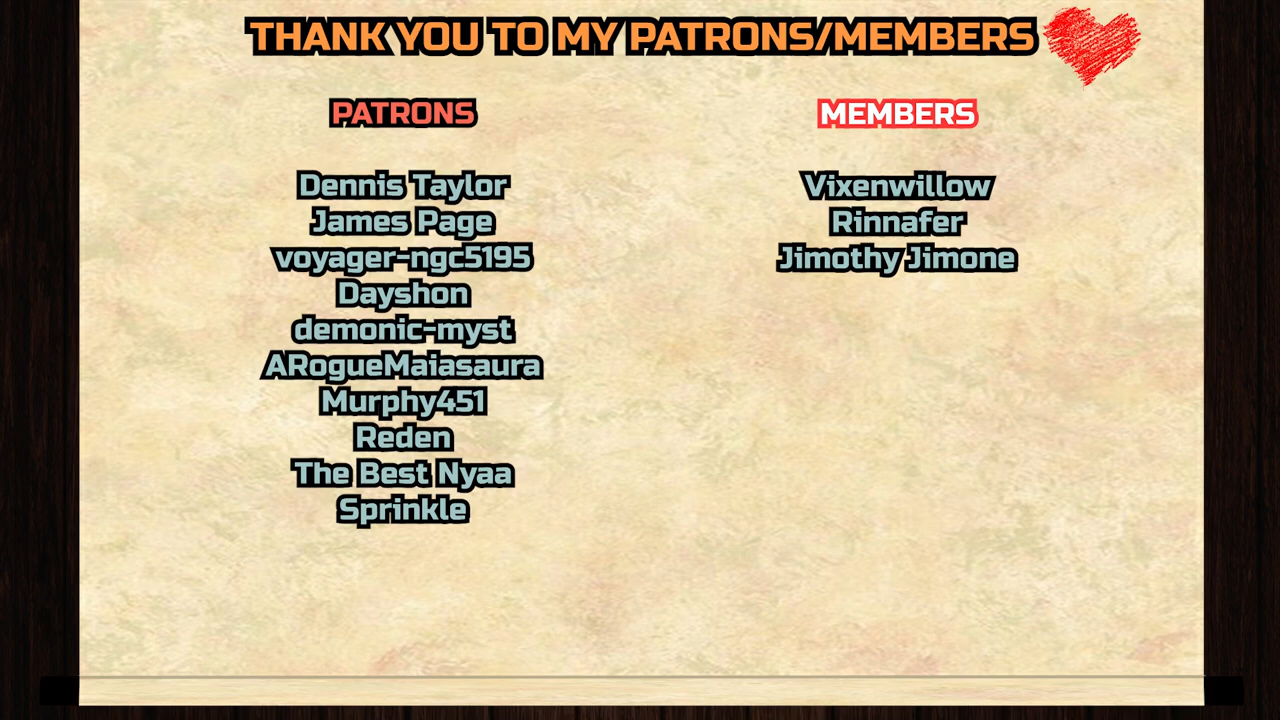 THANK YOU TO MY PATRONS/MEMBERS
PATRONS
Dennis Taylor
James Page
voyager-ngc5195
Dayshon
demonic-myst
ARogueMaiasaura
Murphy451
Reden
The Best Nyaa
Sprinkle
MEMBERS
Vixenwillow
Rinnafer
Jimothy Jimone